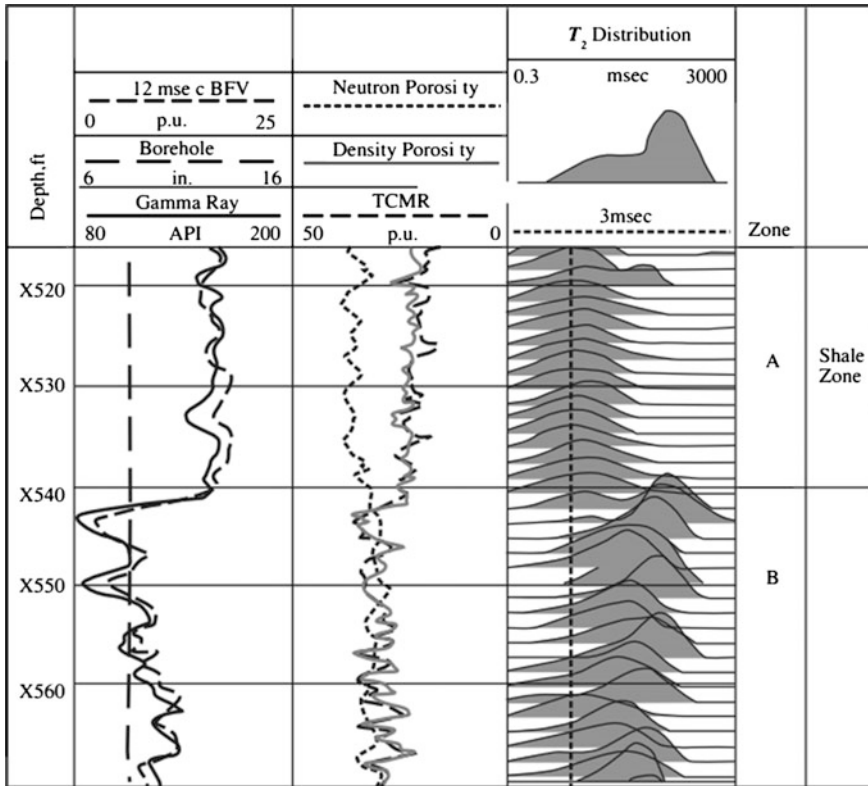 T₂ Distribution
0.3 msec 3000
12 mse c BFV
0 p.u. 25
Neutron Porosi ty
Borehole
6 in. 16
Density Porosi ty
Gamma Ray
80 API 200
TCMR
50 p.u. 0
3msec
Depth,ft
Zone
X520
X530
X540
X550
X560
A
B
Shale
Zone